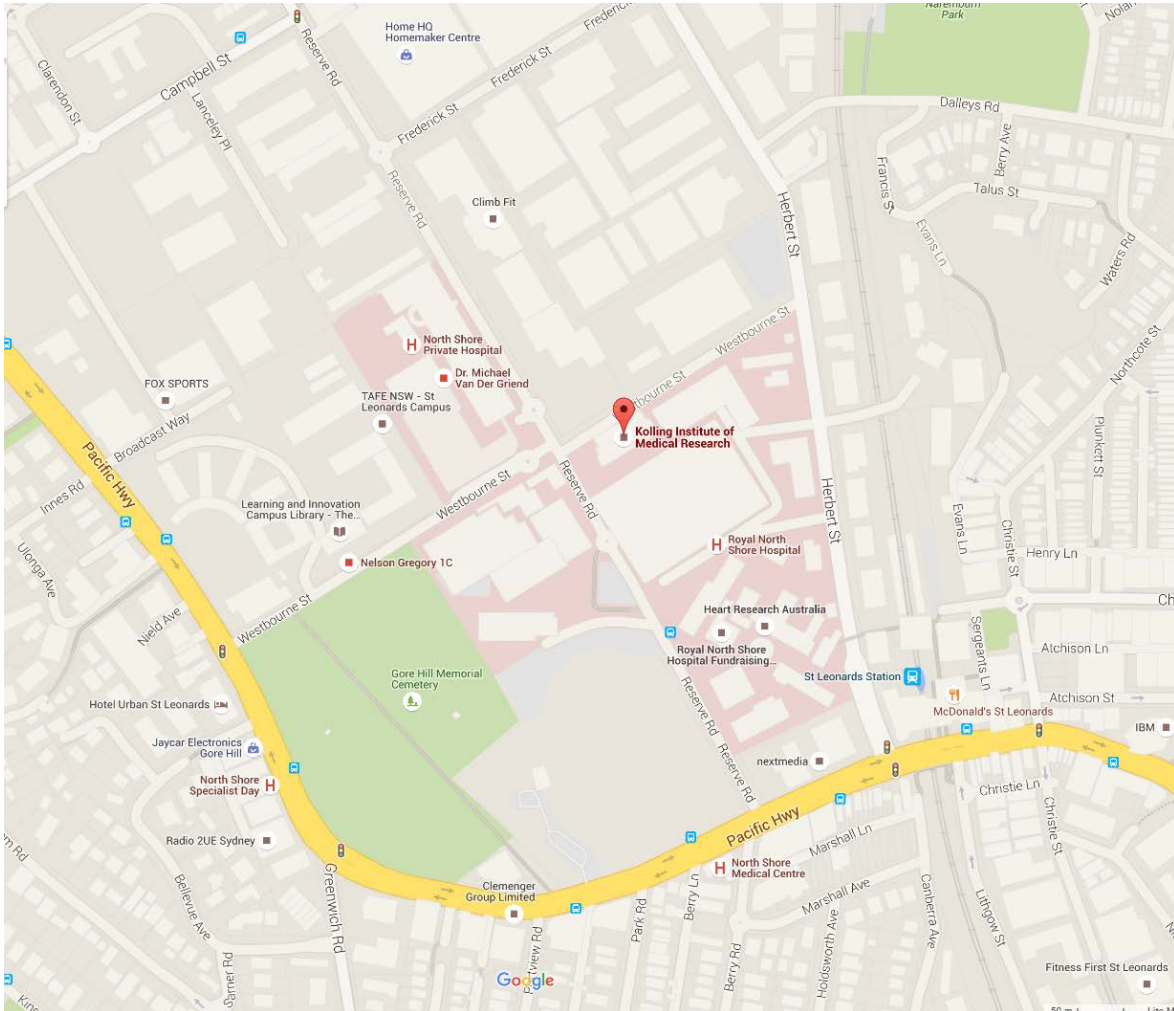 Naremburn
Park
Nolan
Frederick
Home HQ
Homemaker Centre
Reserve Rd
Frederick St
Clarendon St
Campbell St
Lanceley Pl
Frederick St
Dalleys Rd
Berry Ave
Francis St
Talus St
Reserve Rd
Climb Fit
Herbert St
Evans Ln
Waters Rd
North Shore
Private Hospital
Westbourne St
Northcote St
Dr. Michael
Van Der Griend
FOX SPORTS
TAFE NSW - St
Leonards Campus
Westbourne St
Kolling Institute of
Medical Research
Broadcast Way
Plunkett St
Pacific Hwy
Innes Rd
Westbourne St
Reserve Rd
Herbert St
Learning and Innovation
Campus Library - The...
Evans Ln
Christie St
Ulonga Ave
Royal North
Shore Hospital
Henry Ln
Nelson Gregory 1C
Heart Research Australia
Ch
Nield Ave
Westbourne St
Sergeants Ln
Royal North Shore
Hospital Fundraising...
Atchison Ln
Gore Hill Memorial
Cemetery
St Leonards Station
Reserve Rd
Hotel Urban St Leonards
Atchison St
McDonald's St Leonards
IBM
Jaycar Electronics
Gore Hill
nextmedia
Reserve Rd
North Shore
Specialist Day
Christie Ln
Pacific Hwy
Marshall Ln
Christie St
Radio 2UE Sydney
North Shore
Medical Centre
Clemenger
Group Limited
Berry Ln
Marshall Ave
Bellevue Ave
Greenwich Rd
Park Rd
Canberra Ave
Lithgow St
Berry Rd
Holdsworth Ave
Sarner Rd
Google
Fitness First St Leonards
50 m